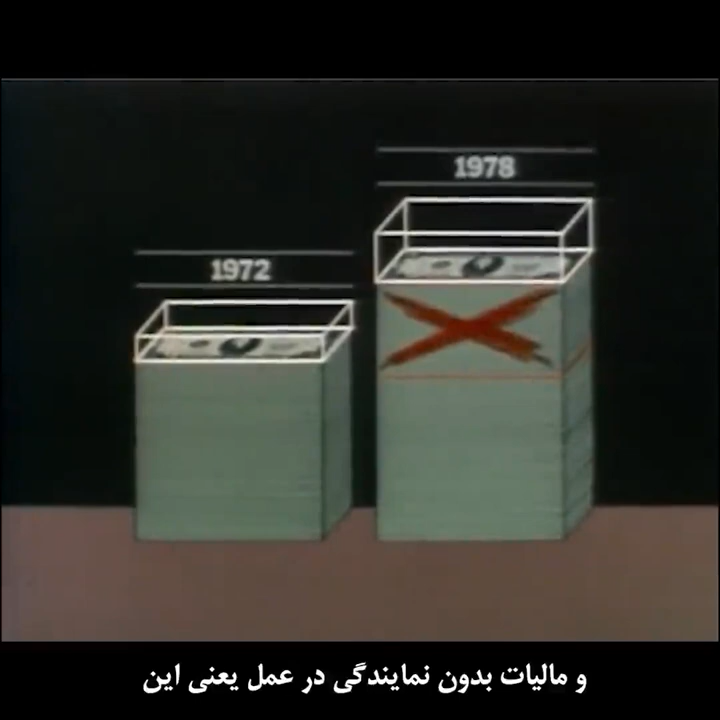 1978
1972
و مالیات بدون نمایندگی در عمل یعنی این